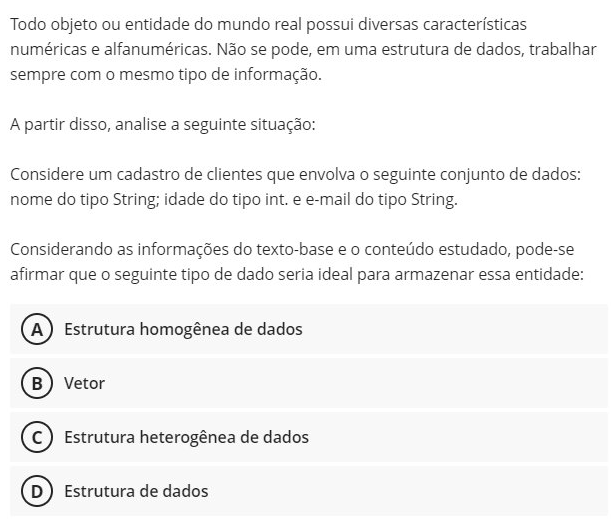 Todo objeto ou entidade do mundo real possui diversas características
numéricas e alfanuméricas. Não se pode, em uma estrutura de dados, trabalhar
sempre com o mesmo tipo de informação.
A partir disso, analise a seguinte situação:
Considere um cadastro de clientes que envolva o seguinte conjunto de dados:
nome do tipo String; idade do tipo int. e e-mail do tipo String.
Considerando as informações do texto-base e o conteúdo estudado, pode-se
afirmar que o seguinte tipo de dado seria ideal para armazenar essa entidade:
A Estrutura homogênea de dados
B Vetor
C Estrutura heterogênea de dados
D Estrutura de dados